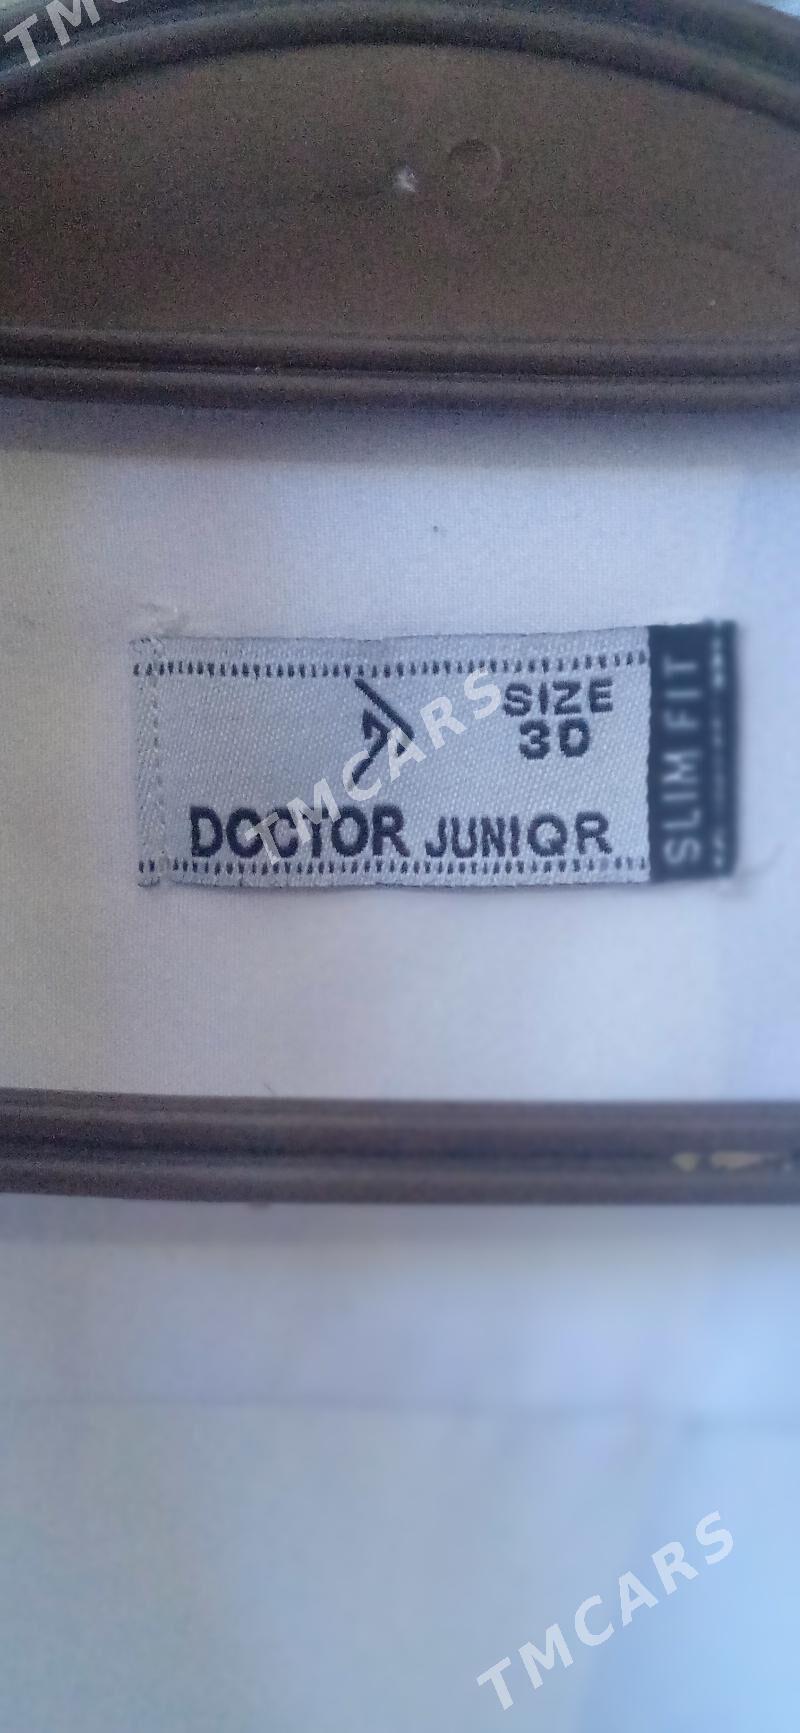 TMCARS
SIZE
30
DOCTOR JUNIOR
SLIM FIT
TMCARS
TMCARS